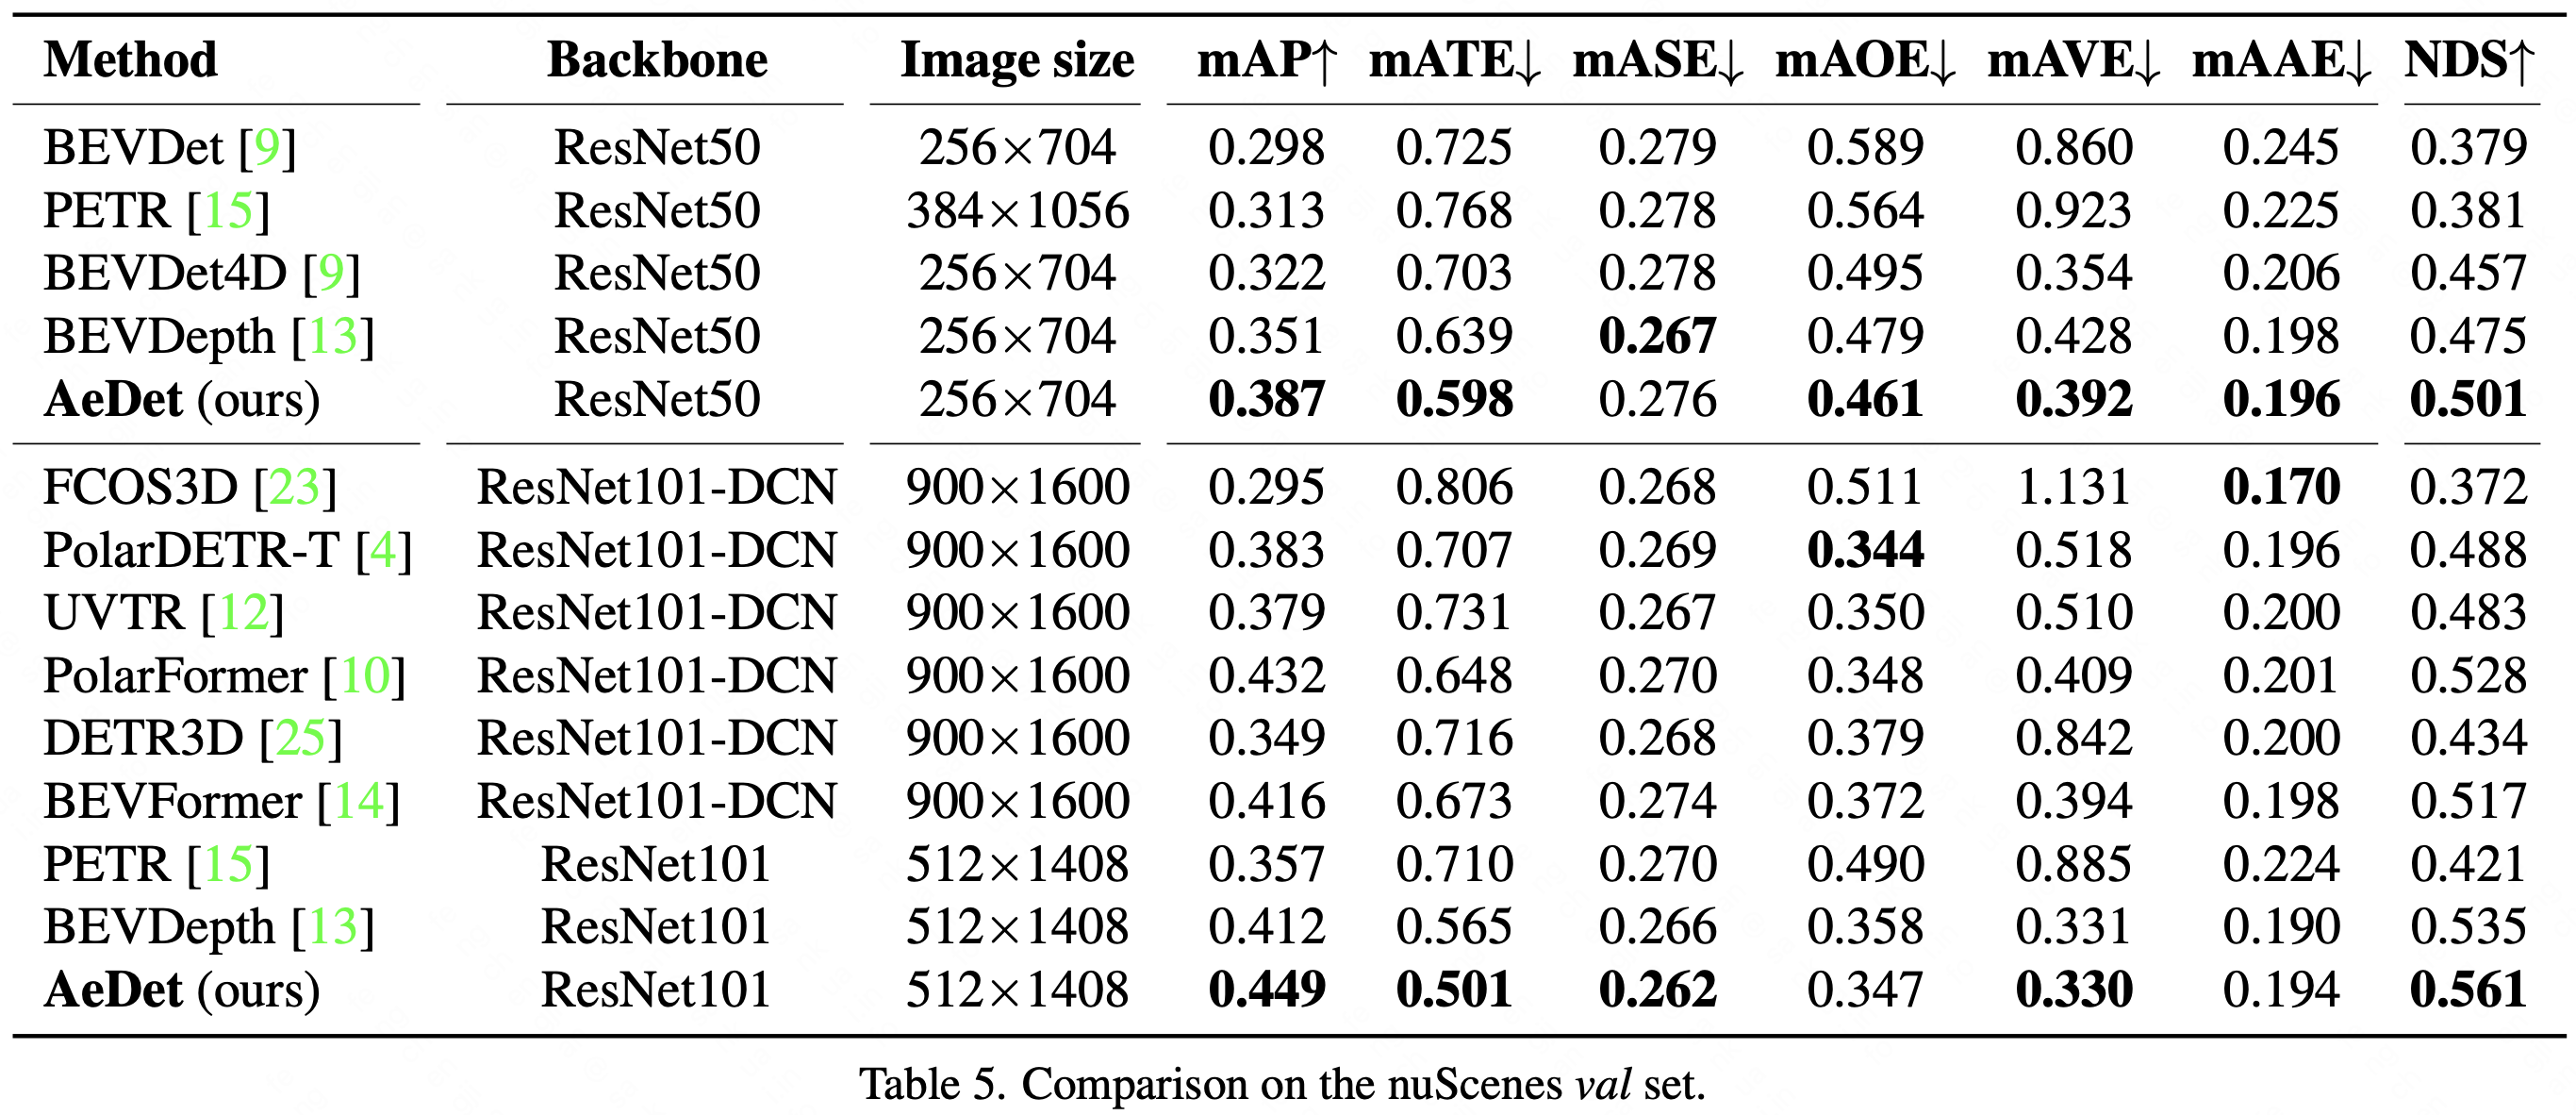 Method Backbone Image size mAP↑ mATE↓ mASE↓ mAOE↓ mAVE↓ mAAE↓ NDS↑
BEVDet [9] ResNet50 256×704 0.298 0.725 0.279 0.589 0.860 0.245 0.379
PETR [15] ResNet50 384×1056 0.313 0.768 0.278 0.564 0.923 0.225 0.381
BEVDet4D [9] ResNet50 256×704 0.322 0.703 0.278 0.495 0.354 0.206 0.457
BEVDepth [13] ResNet50 256×704 0.351 0.639 0.267 0.479 0.428 0.198 0.475
AeDet (ours) ResNet50 256×704 0.387 0.598 0.276 0.461 0.392 0.196 0.501
FCOS3D [23] ResNet101-DCN 900×1600 0.295 0.806 0.268 0.511 1.131 0.170 0.372
PolarDETR-T [4] ResNet101-DCN 900×1600 0.383 0.707 0.269 0.344 0.518 0.196 0.488
UVTR [12] ResNet101-DCN 900×1600 0.379 0.731 0.267 0.350 0.510 0.200 0.483
PolarFormer [10] ResNet101-DCN 900×1600 0.432 0.648 0.270 0.348 0.409 0.201 0.528
DETR3D [25] ResNet101-DCN 900×1600 0.349 0.716 0.268 0.379 0.842 0.200 0.434
BEVFormer [14] ResNet101-DCN 900×1600 0.416 0.673 0.274 0.372 0.394 0.198 0.517
PETR [15] ResNet101 512×1408 0.357 0.710 0.270 0.490 0.885 0.224 0.421
BEVDepth [13] ResNet101 512×1408 0.412 0.565 0.266 0.358 0.331 0.190 0.535
AeDet (ours) ResNet101 512×1408 0.449 0.501 0.262 0.347 0.330 0.194 0.561
Table 5. Comparison on the nuScenes val set.